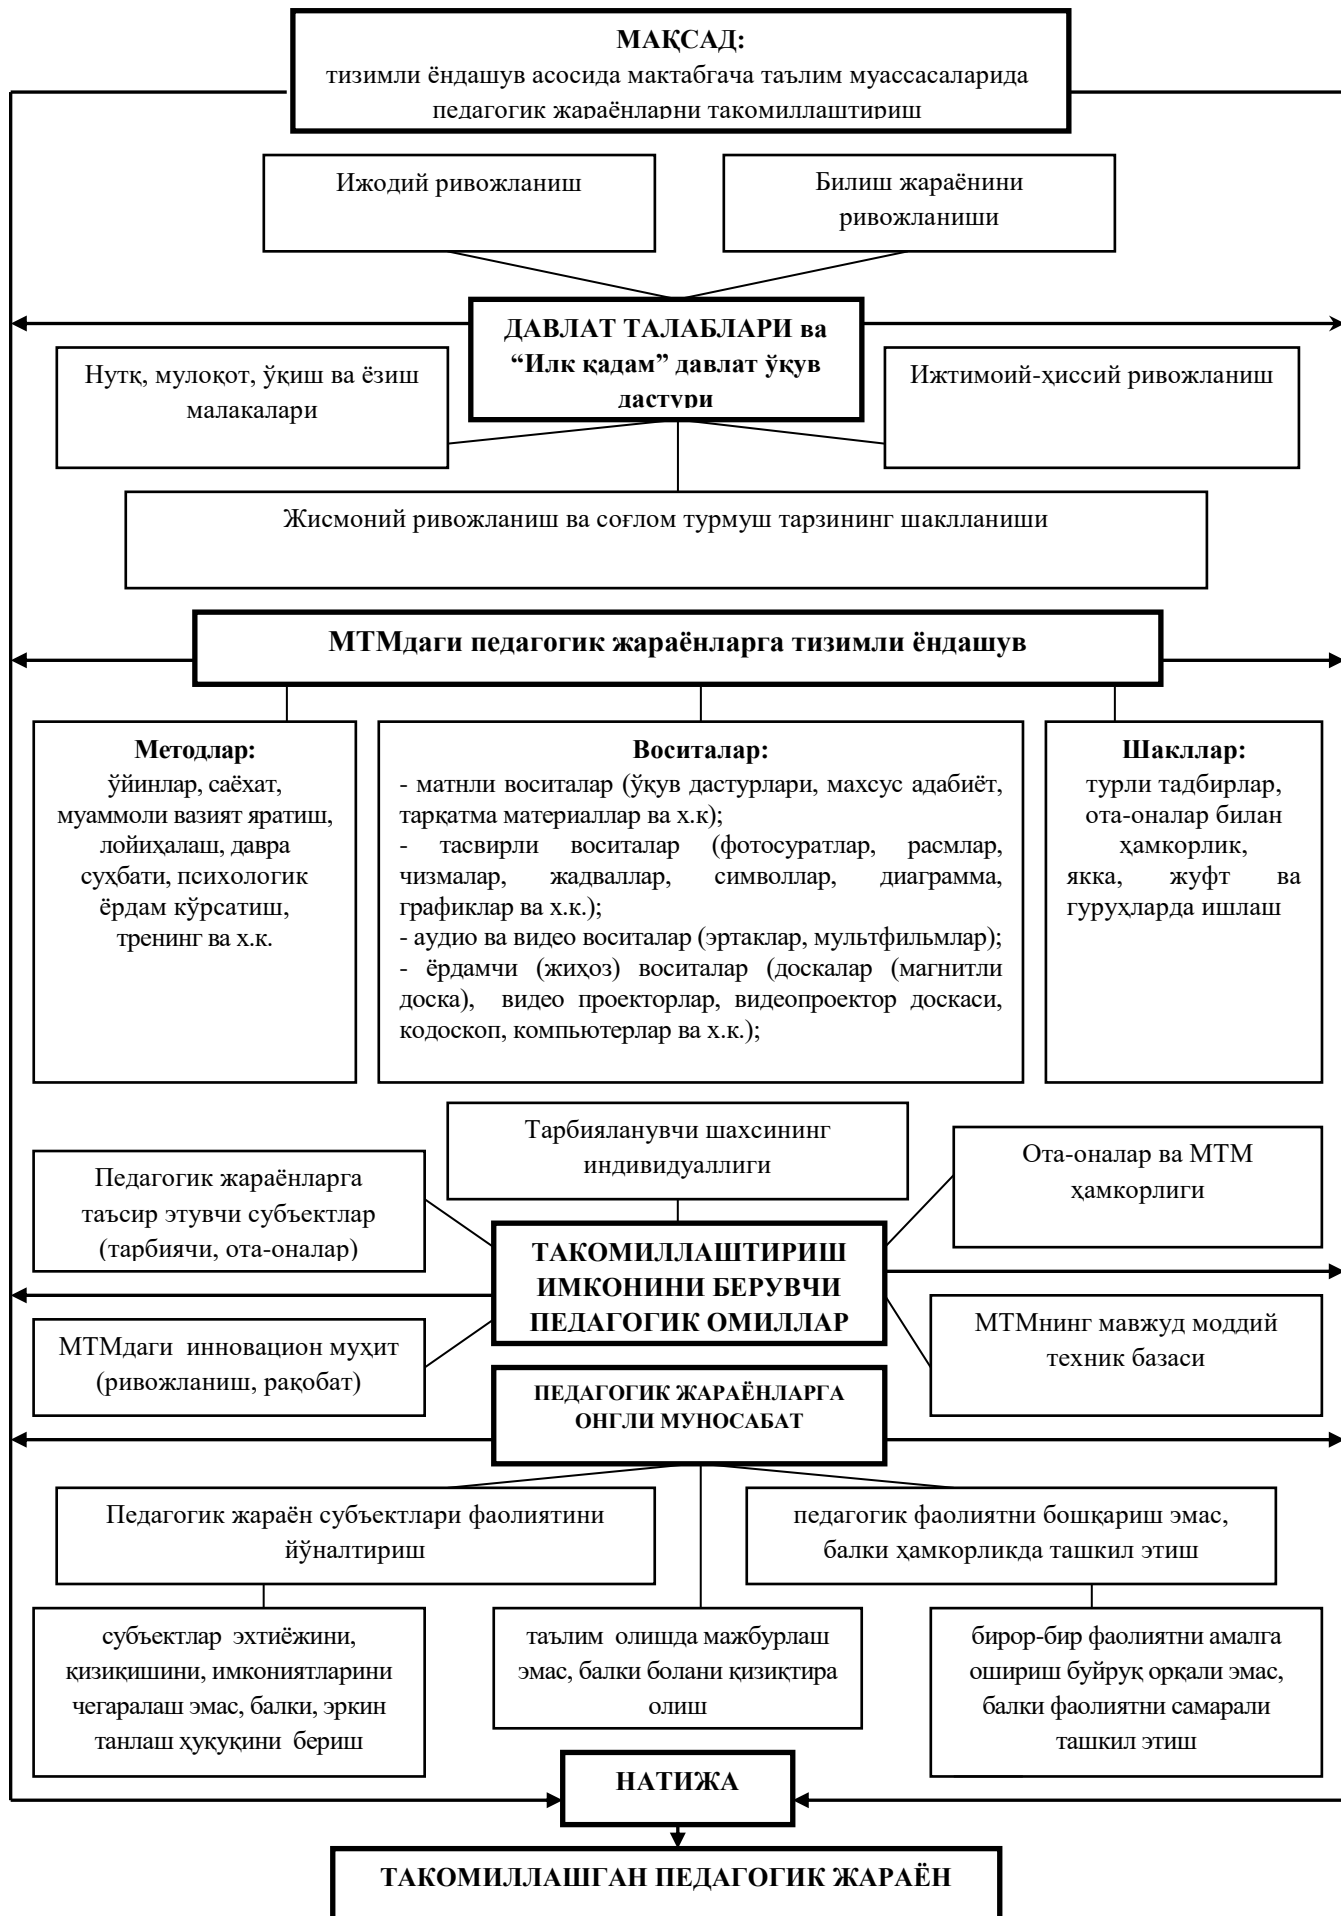 МАҚСАД:
тизимли ёндашув асосида мактабгача таълим муассасаларида
педагогик жараёнларни такомиллаштириш
Ижодий ривожланиш
Билиш жараёнини
ривожланиши
ДАВЛАТ ТАЛАБЛАРИ ва
“Илк қадам” давлат ўқув
дастури
Нутқ, мулоқот, ўқиш ва ёзиш
малакалари
Ижтимоий-ҳиссий ривожланиш
Жисмоний ривожланиш ва соғлом турмуш тарзининг шаклланиши
МТМдаги педагогик жараёнларга тизимли ёндашув
Методлар:
ўйинлар, саёҳат,
муаммоли вазият яратиш,
лойиҳалаш, давра
суҳбати, психологик
ёрдам кўрсатиш,
тренинг ва х.к.
Воситалар:
- матнли воситалар (ўқув дастурлари, махсус адабиёт,
тарқатма материаллар ва х.к);
- тасвирли воситалар (фотосуратлар, расмлар,
чизмалар, жадваллар, символлар, диаграмма,
графиклар ва х.к.);
- аудио ва видео воситалар (эртаклар, мультфильмлар);
- ёрдамчи (жиҳоз) воситалар (доскалар (магнитли
доска), видео проекторлар, видеопроектор доскаси,
кодоскоп, компьютерлар ва х.к.);
Шакллар:
турли тадбирлар,
ота-оналар билан
ҳамкорлик,
якка, жуфт ва
гуруҳларда ишлаш
Тарбияланувчи шахсининг
индивидуаллиги
Педагогик жараёнларга
таъсир этувчи субъектлар
(тарбиячи, ота-оналар)
Ота-оналар ва МТМ
ҳамкорлиги
ТАКОМИЛЛАШТИРИШ
ИМКОНИНИ БЕРУВЧИ
ПЕДАГОГИК ОМИЛЛАР
МТМдаги инновацион муҳит
(ривожланиш, рақобат)
МТМнинг мавжуд моддий
техник базаси
ПЕДАГОГИК ЖАРАЁНЛАРГА
ОНГЛИ МУНОСАБАТ
Педагогик жараён субъектлари фаолиятини
йўналтириш
педагогик фаолиятни бошқариш эмас,
балки ҳамкорликда ташкил этиш
субъектлар эхтиёжини,
қизиқишини, имкониятларини
чегаралаш эмас, балки, эркин
танлаш ҳуқуқини бериш
таълим олишда мажбурлаш
эмас, балки болани қизиқтира
олиш
бирор-бир фаолиятни амалга
ошириш буйруқ орқали эмас,
балки фаолиятни самарали
ташкил этиш
НАТИЖА
ТАКОМИЛЛАШГАН ПЕДАГОГИК ЖАРАЁН